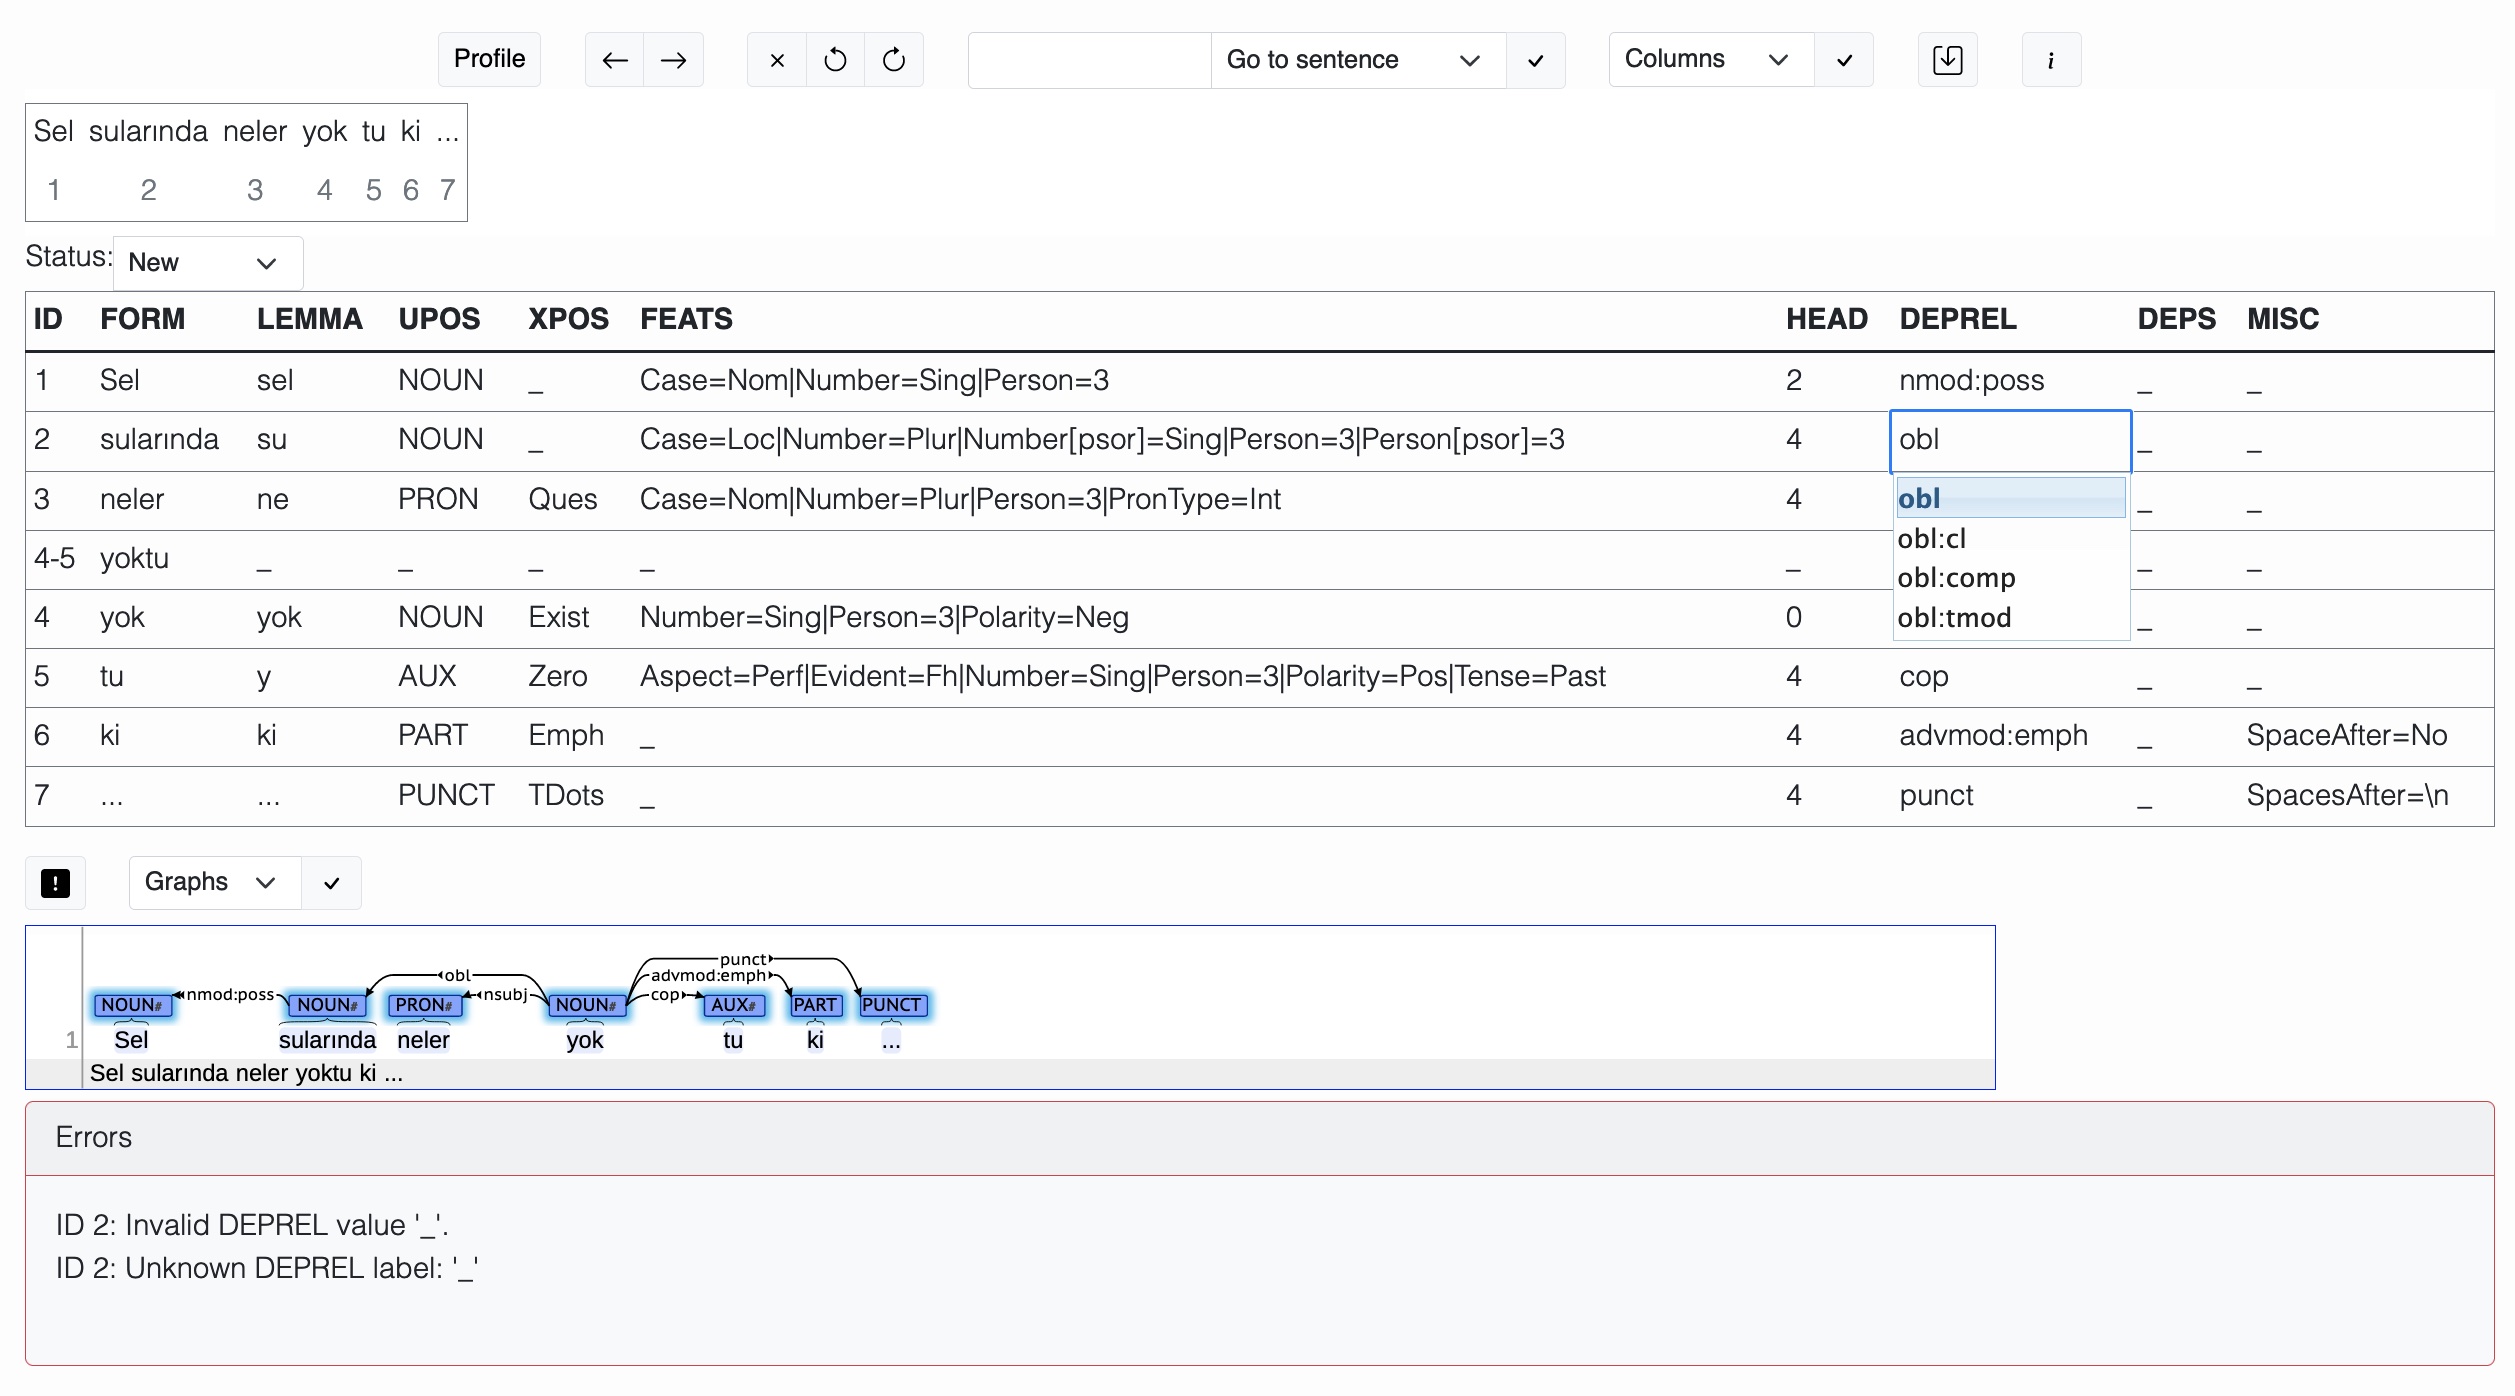 Profile ← → × Go to sentence Columns i
Sel sularında neler yok tu ki ...
1 2 3 4 5 6 7
Status: New
ID FORM LEMMA UPOS XPOS FEATS HEAD DEPREL DEPS MISC
1 Sel sel NOUN _ Case=Nom|Number=Sing|Person=3 2 nmod:poss _ _
2 sularında su NOUN _ Case=Loc|Number=Plur|Number[psor]=Sing|Person=3|Person[psor]=3 4 obl _ _
3 neler ne PRON Ques Case=Nom|Number=Plur|Person=3|PronType=Int 4 obl _ _
obl:cl
4-5 yoktu _ _ _ _ _ _ _
obl:comp
4 yok yok NOUN Exist Number=Sing|Person=3|Polarity=Neg 0 obl:tmod _ _
5 tu y AUX Zero Aspect=Perf|Evident=Fh|Number=Sing|Person=3|Polarity=Pos|Tense=Past 4 cop _ _
6 ki ki PART Emph _ 4 advmod:emph _ SpaceAfter=No
7 ... ... PUNCT TDots _ 4 punct _ SpacesAfter=\n
! Graphs
punct
obl advmod:emph
NOUN# nmod:poss NOUN# PRON# nsubj NOUN# cop AUX# PART PUNCT
1 Sel sularında neler yok tu ki ...
Sel sularında neler yoktu ki ...
Errors
ID 2: Invalid DEPREL value '_'.
ID 2: Unknown DEPREL label: '_'